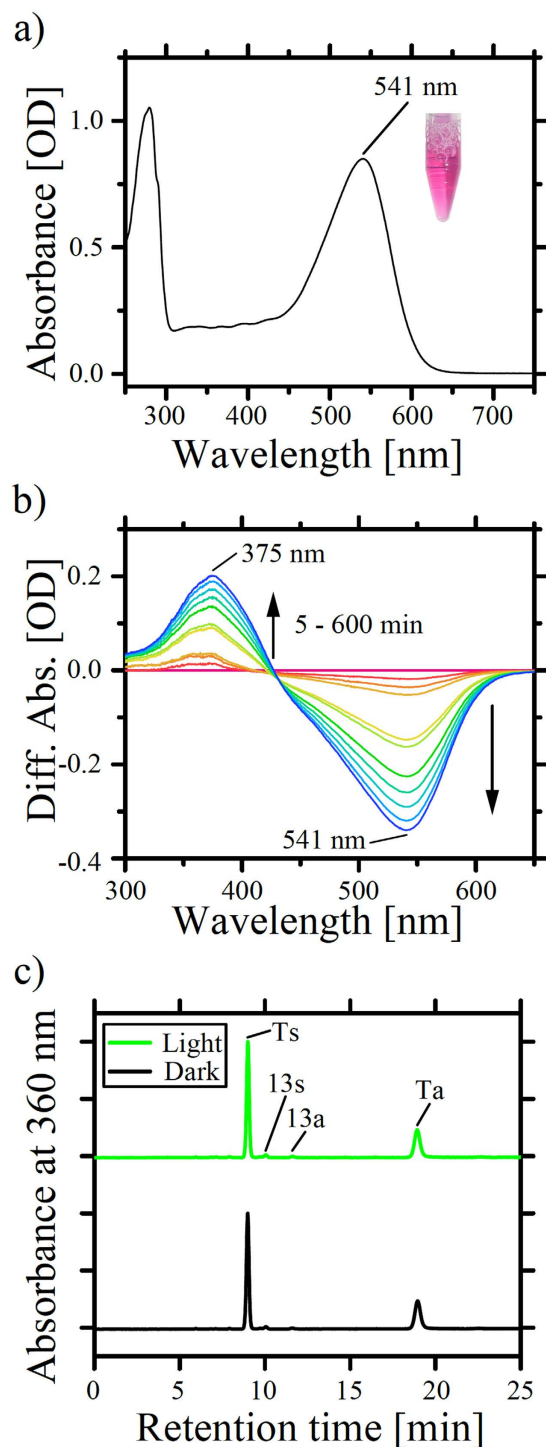 a)
541 nm
1.0
0.5
0.0
Absorbance [OD]
300 400 500 600 700
Wavelength [nm]
b)
375 nm
0.2
5 - 600 min
0.0
-0.2
541 nm
-0.4
Diff. Abs. [OD]
300 400 500 600
Wavelength [nm]
c)
Ts
Light
Dark
13s
13a
Ta
Absorbance at 360 nm
0 5 10 15 20 25
Retention time [min]